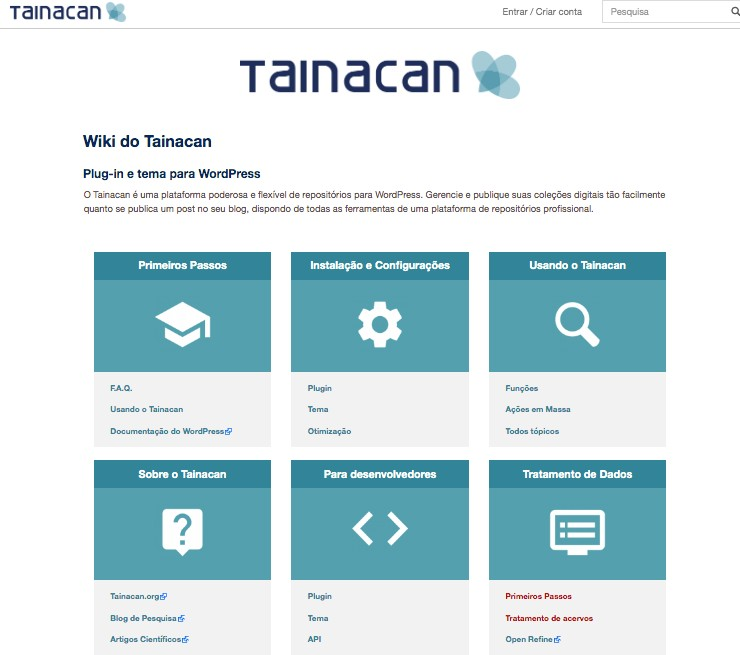 TAINACAN
Entrar / Criar conta
Pesquisa
TAINACAN
Wiki do Tainacan
Plug-in e tema para WordPress
O Tainacan é uma plataforma poderosa e flexível de repositórios para WordPress. Gerencie e publique suas coleções digitais tão facilmente
quanto se publica um post no seu blog, dispondo de todas as ferramentas de uma plataforma de repositórios profissional.
Primeiros Passos
F.A.Q.
Usando o Tainacan
Documentação do WordPress
Instalação e Configurações
Plugin
Tema
Otimização
Usando o Tainacan
Funções
Ações em Massa
Todos tópicos
Sobre o Tainacan
?
Tainacan.org
Blog de Pesquisa
Artigos Científicos
Para desenvolvedores
< >
Plugin
Tema
API
Tratamento de Dados
Primeiros Passos
Tratamento de acervos
Open Refine